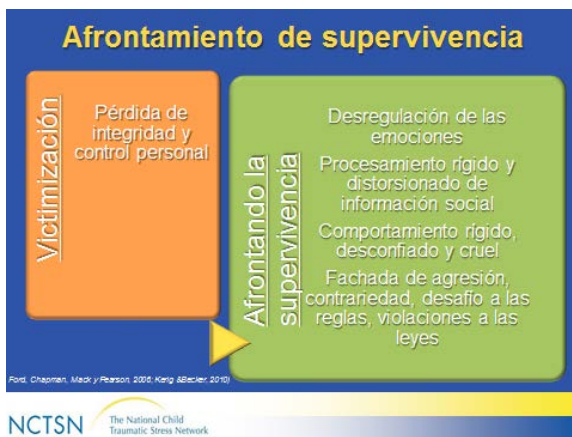 Afrontamiento de supervivencia
Victimización
Pérdida de
integridad y
control personal
Afrontando la
supervivencia
Desregulación de las
emociones
Procesamiento rígido y
distorsionado de
información social
Comportamiento rígido,
desconfiado y cruel
Fachada de agresión,
contrariedad, desafío a las
reglas, violaciones a las
leyes
Ford, Chapman, Mack y Pearson, 2006; Kerig &Becker, 2010)
NCTSN
The National Child
Traumatic Stress Network